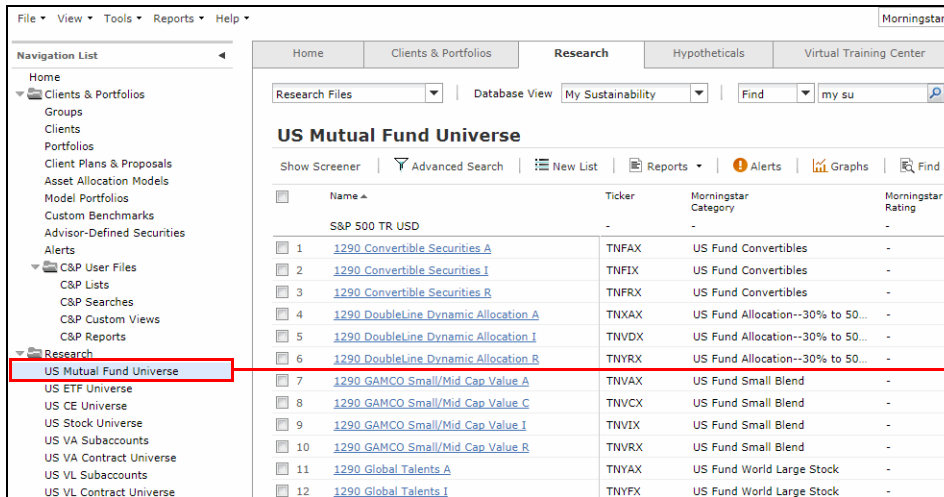 File View Tools Reports Help
Morningstar
Navigation List
Home
Clients & Portfolios
Groups
Clients
Portfolios
Client Plans & Proposals
Asset Allocation Models
Model Portfolios
Custom Benchmarks
Advisor-Defined Securities
Alerts
C&P User Files
C&P Lists
C&P Searches
C&P Custom Views
C&P Reports
Research
US Mutual Fund Universe
US ETF Universe
US CE Universe
US Stock Universe
US VA Subaccounts
US VA Contract Universe
US VL Subaccounts
US VL Contract Universe
Home Clients & Portfolios Research Hypotheticals Virtual Training Center
Research Files Database View My Sustainability Find my su
US Mutual Fund Universe
Show Screener Advanced Search New List Reports Alerts Graphs Find
Name Ticker Morningstar Category Morningstar Rating
S&P 500 TR USD - - -
1 1290 Convertible Securities A TNFAX US Fund Convertibles -
2 1290 Convertible Securities I TNFIX US Fund Convertibles -
3 1290 Convertible Securities R TNFRX US Fund Convertibles -
4 1290 DoubleLine Dynamic Allocation A TNXAX US Fund Allocation--30% to 50... -
5 1290 DoubleLine Dynamic Allocation I TNVDX US Fund Allocation--30% to 50... -
6 1290 DoubleLine Dynamic Allocation R TNYRX US Fund Allocation--30% to 50... -
7 1290 GAMCO Small/Mid Cap Value A TNVAX US Fund Small Blend -
8 1290 GAMCO Small/Mid Cap Value C TNVCX US Fund Small Blend -
9 1290 GAMCO Small/Mid Cap Value I TNVIX US Fund Small Blend -
10 1290 GAMCO Small/Mid Cap Value R TNVRX US Fund Small Blend -
11 1290 Global Talents A TNYAX US Fund World Large Stock -
12 1290 Global Talents I TNYFX US Fund World Large Stock -